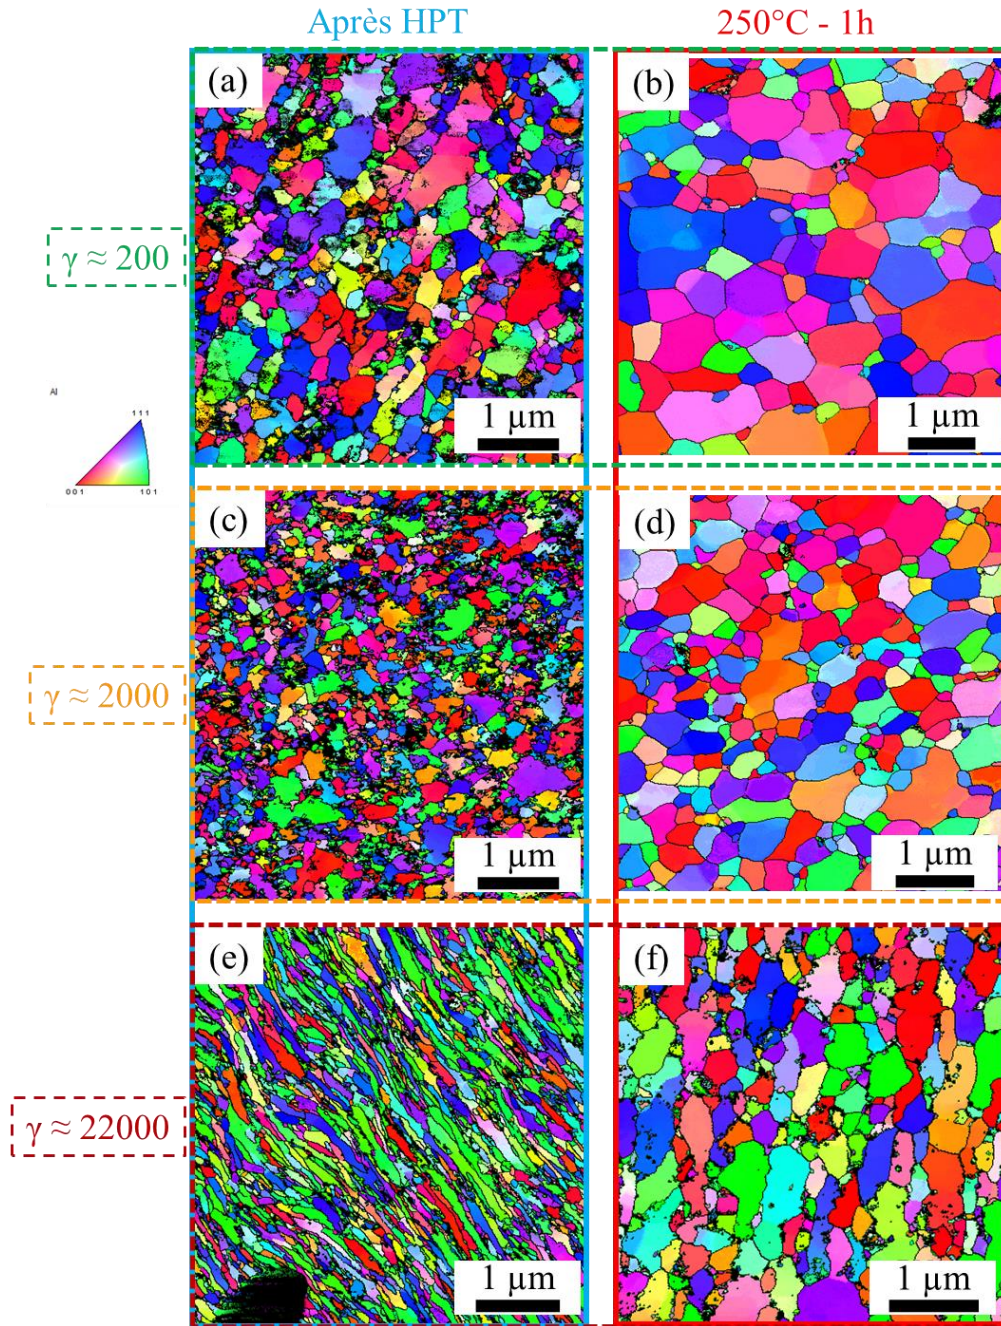 Après HPT
250°C - 1h
(a)
(b)
γ ≈ 200
1 µm
1 µm
Al
111
001
101
(c)
(d)
γ ≈ 2000
1 µm
1 µm
(e)
(f)
γ ≈ 22000
1 µm
1 µm